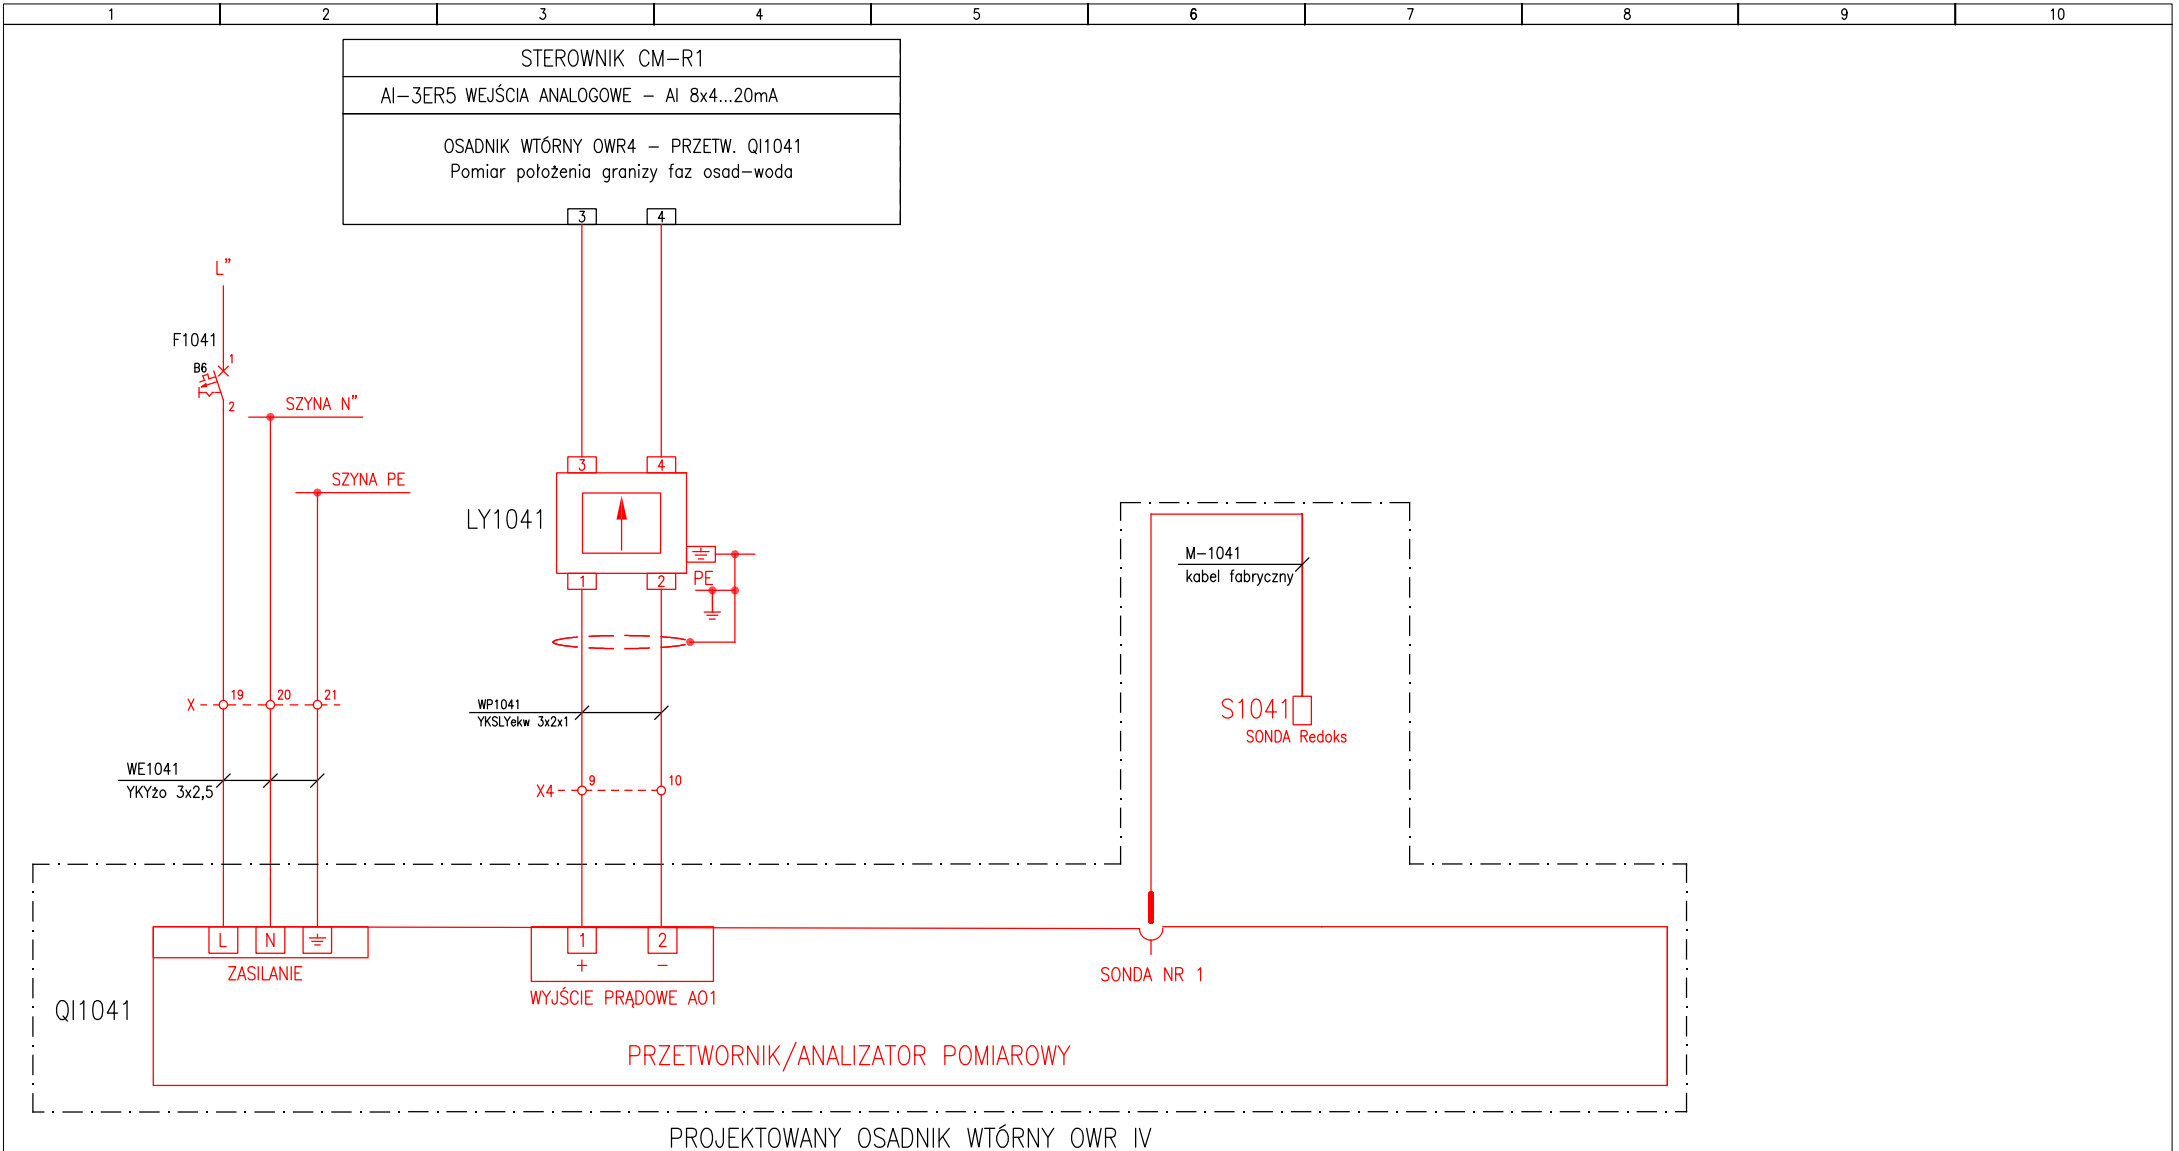 1 2 3 4 5 6 7 8 9 10
STEROWNIK CM-R1
AI-3ER5 WEJŚCIA ANALOGOWE - AI 8x4...20mA
OSADNIK WTÓRNY OWR4 - PRZETW. QI1041
Pomiar położenia granizy faz osad-woda
3 4
L"
F1041
1
B6
2
SZYNA N"
3 4
SZYNA PE
LY1041
M-1041
kabel fabryczny
1 2
PE
X 19 20 21
WP1041
YKSLYekw 3x2x1
S1041
SONDA Redoks
WE1041
YKYżo 3x2,5
X4 9 10
L N
1 2
+ -
ZASILANIE
SONDA NR 1
WYJŚCIE PRĄDOWE AO1
QI1041
PRZETWORNIK/ANALIZATOR POMIAROWY
PROJEKTOWANY OSADNIK WTÓRNY OWR IV